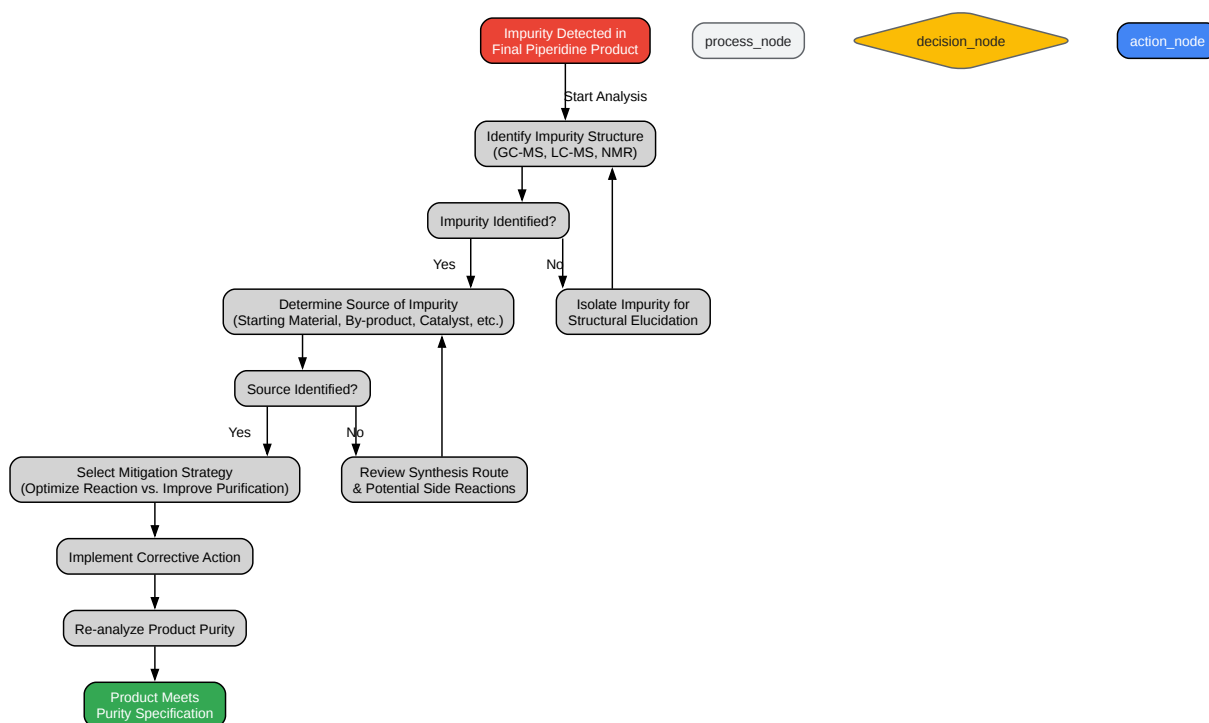 Impurity Detected in
Final Piperidine Product
process_node
decision_node
action_node
Start Analysis
Identify Impurity Structure
(GC-MS, LC-MS, NMR)
Impurity Identified?
Yes
No
Determine Source of Impurity
(Starting Material, By-product, Catalyst, etc.)
Isolate Impurity for
Structural Elucidation
Source Identified?
Yes
No
Select Mitigation Strategy
(Optimize Reaction vs. Improve Purification)
Review Synthesis Route
& Potential Side Reactions
Implement Corrective Action
Re-analyze Product Purity
Product Meets
Purity Specification